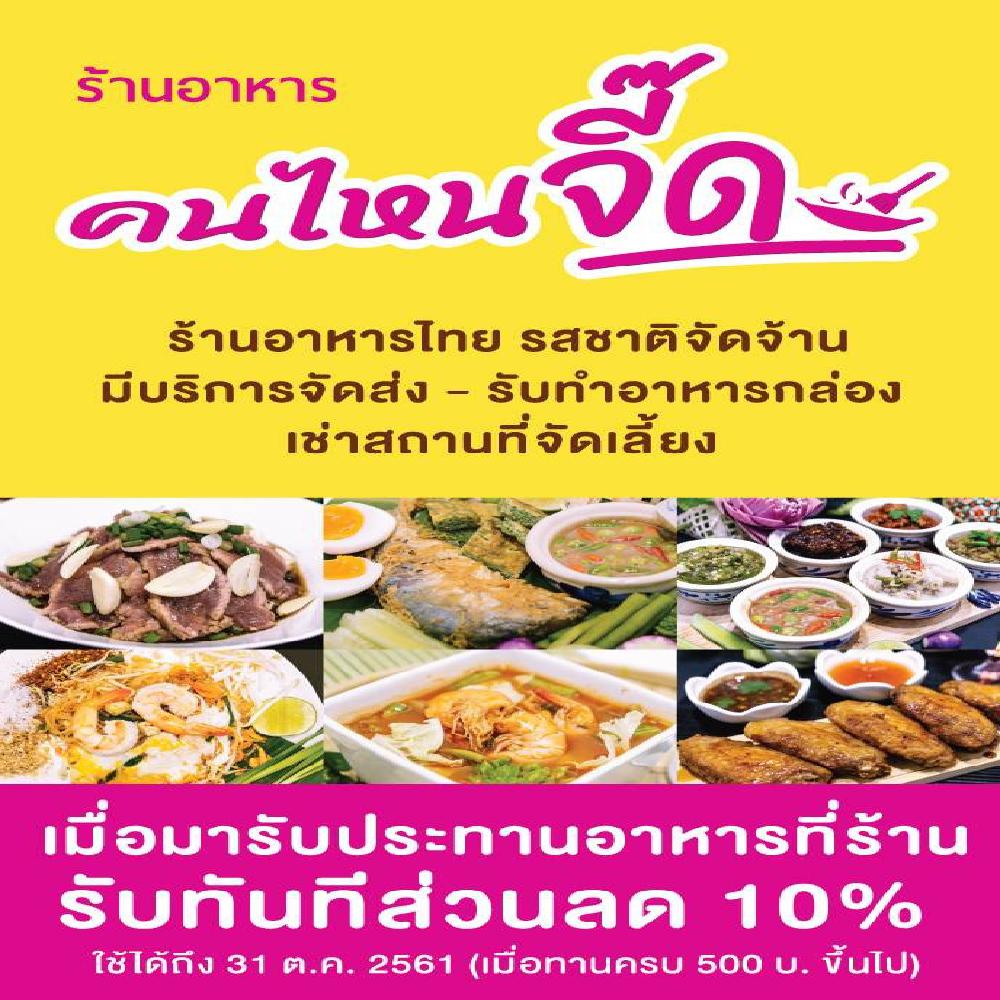 ร้านอาหาร
คนไหนจี๊ด
ร้านอาหารไทย รสชาติจัดจ้าน
มีบริการจัดส่ง – รับทำอาหารกล่อง
เช่าสถานที่จัดเลี้ยง
เมื่อมารับประทานอาหารที่ร้าน
รับทันทีส่วนลด 10%
ใช้ได้ถึง 31 ต.ค. 2561 (เมื่อทานครบ 500 บ. ขึ้นไป)